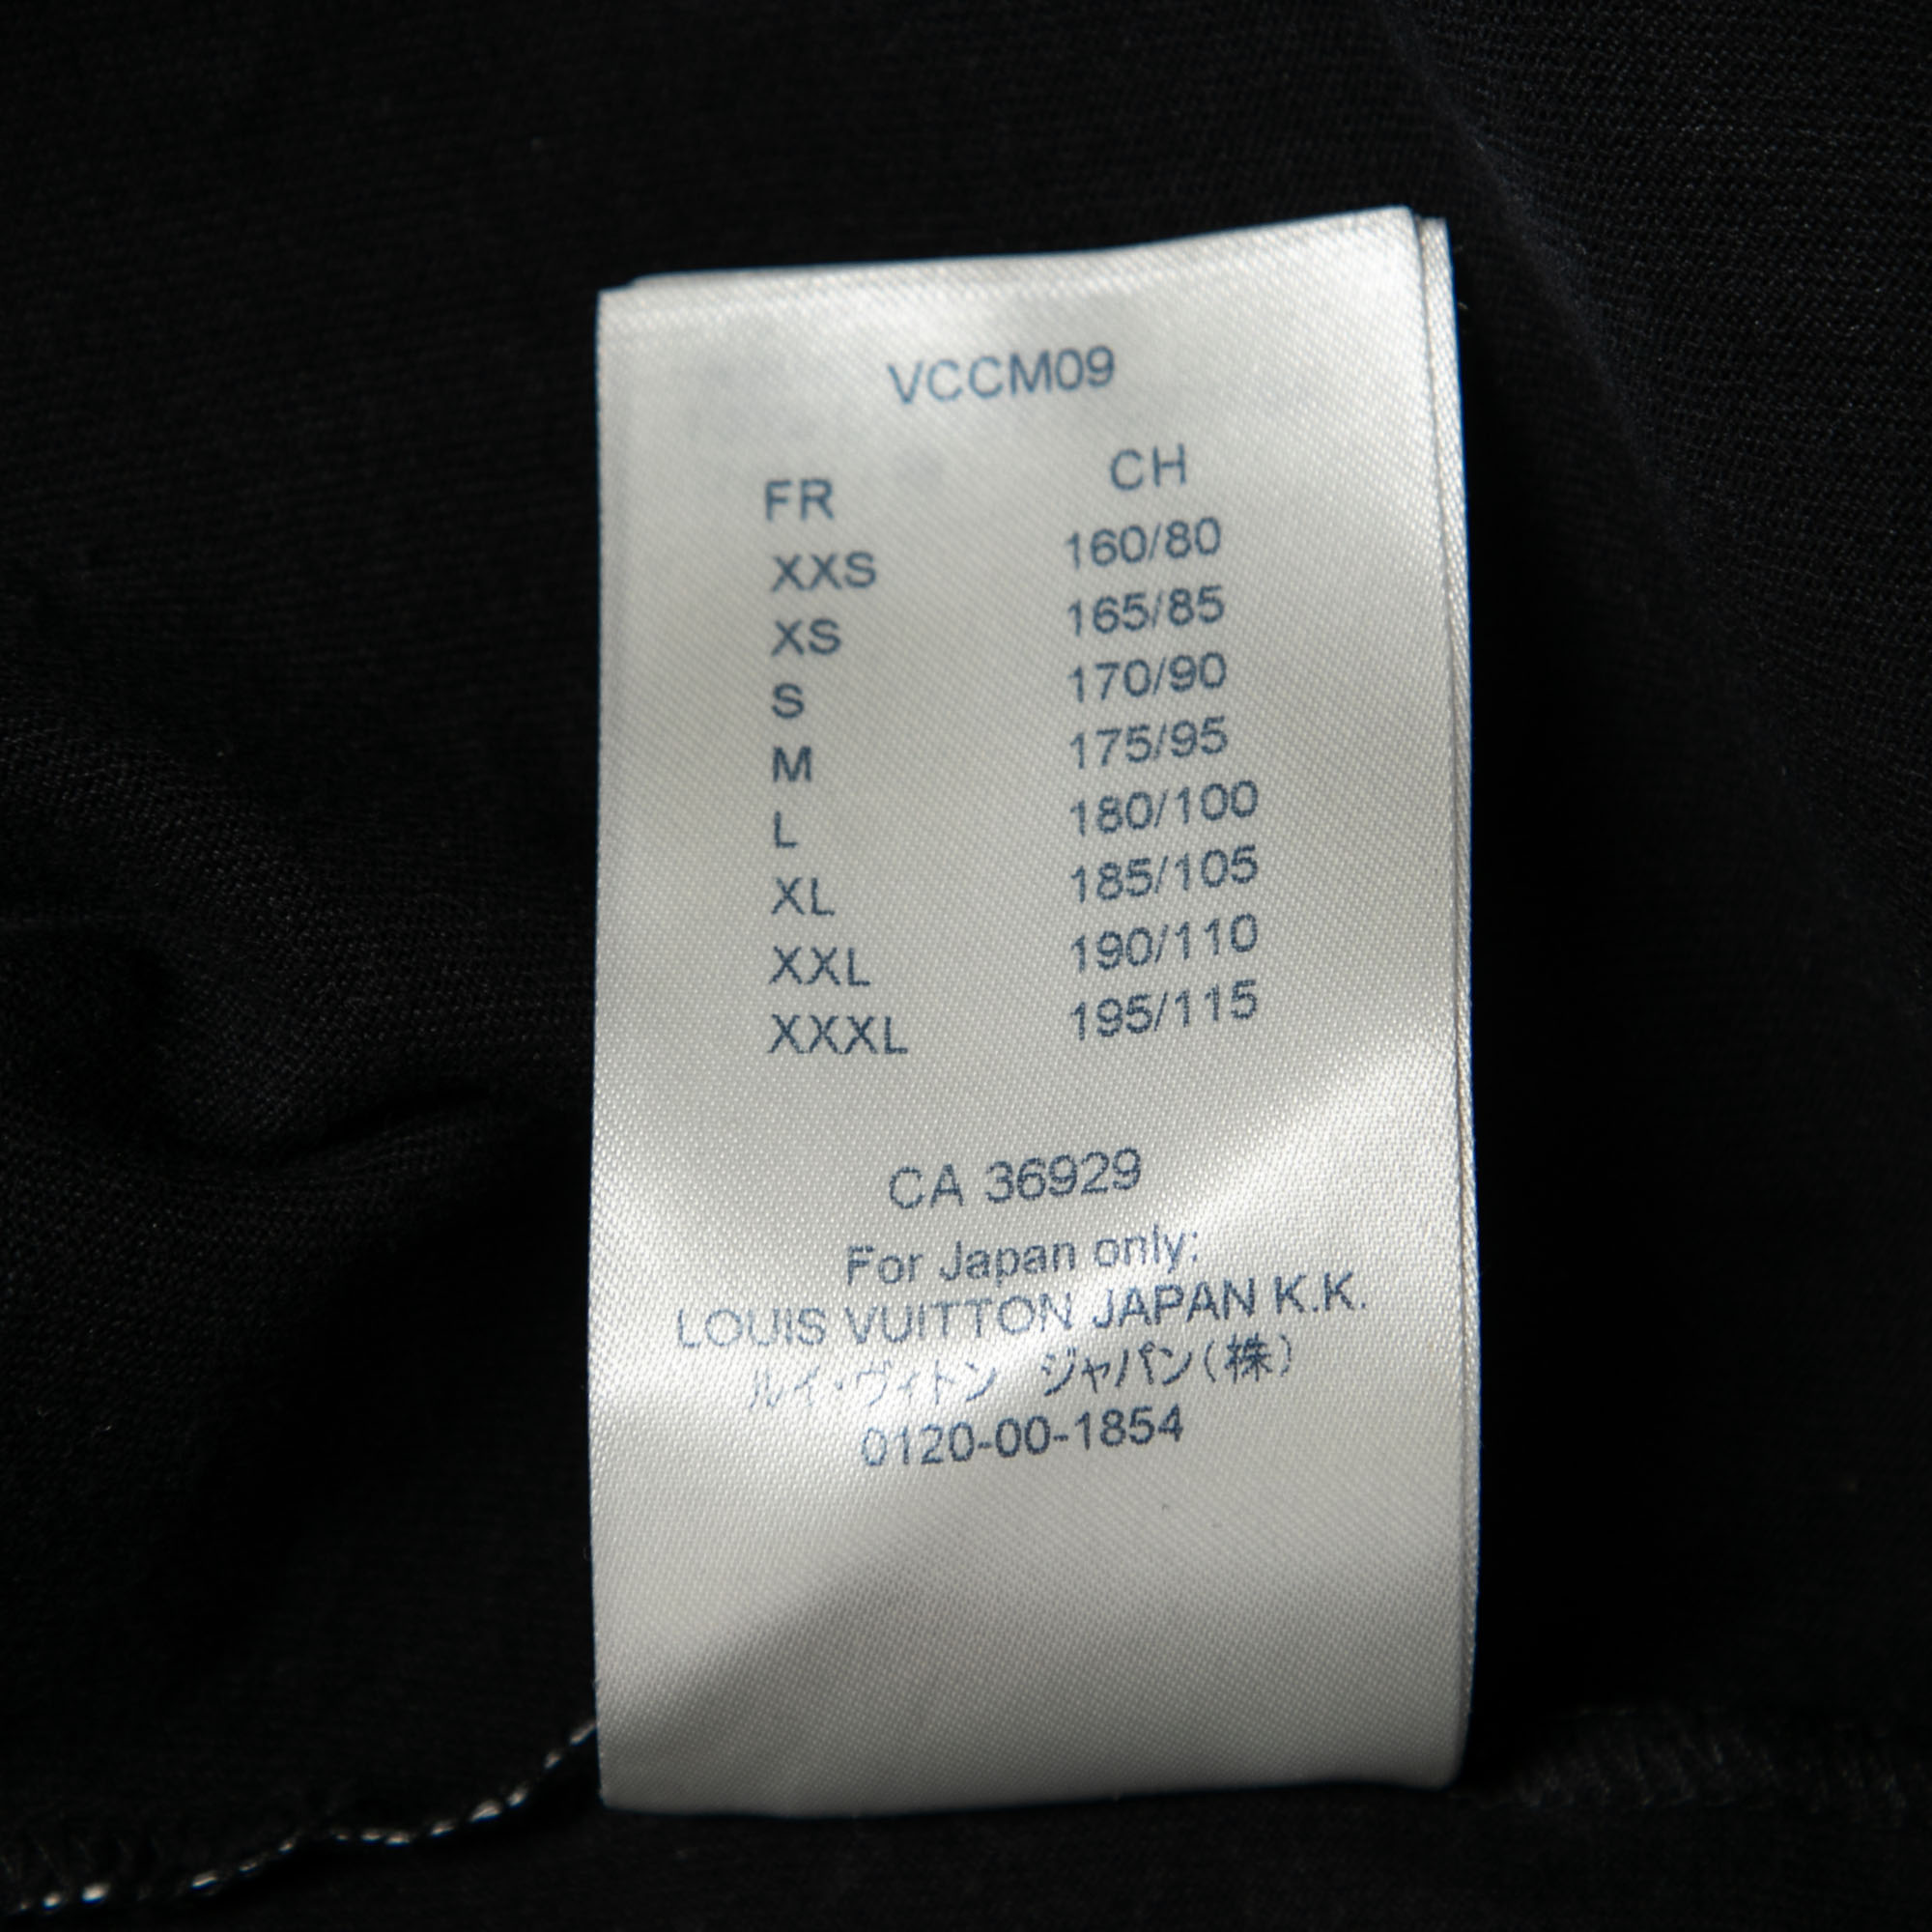 VCCM09
FR CH
XXS 160/80
XS 165/85
S 170/90
M 175/95
L 180/100
XL 185/105
XXL 190/110
XXXL 195/115
CA 36929
For Japan only:
LOUIS VUITTON JAPAN K.K.
ルイ・ヴィトン ジャパン(株)
0120-00-1854